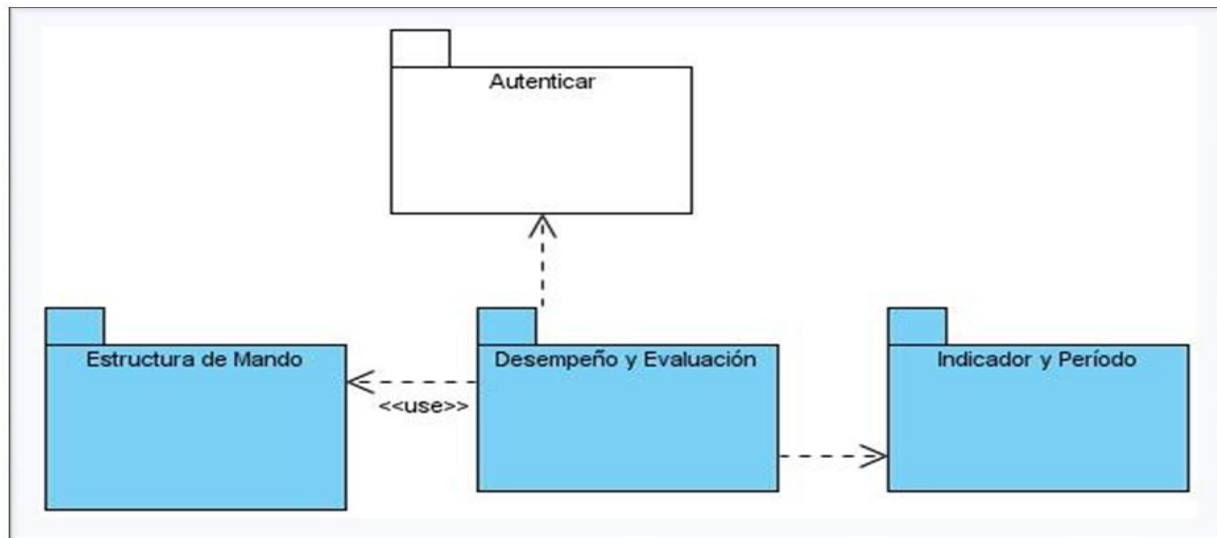 Autenticar
Estructura de Mando
Desempeño y Evaluación
Indicador y Período
<<use>>